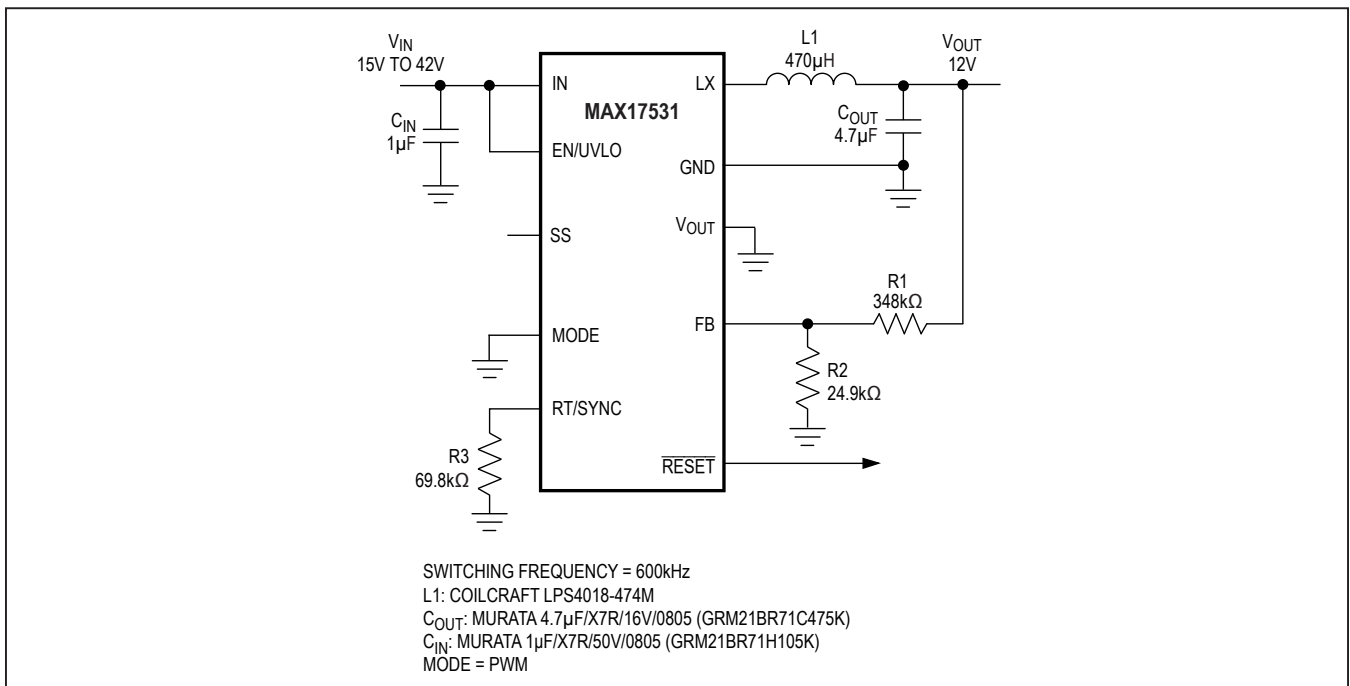 V_IN
15V TO 42V
C_IN
1µF
IN
EN/UVLO
SS
MODE
RT/SYNC
R3
69.8kΩ
MAX17531
LX
GND
V_OUT
FB
RESET
L1
470µH
V_OUT
12V
C_OUT
4.7µF
R1
348kΩ
R2
24.9kΩ
SWITCHING FREQUENCY = 600kHz
L1: COILCRAFT LPS4018-474M
C_OUT: MURATA 4.7µF/X7R/16V/0805 (GRM21BR71C475K)
C_IN: MURATA 1µF/X7R/50V/0805 (GRM21BR71H105K)
MODE = PWM